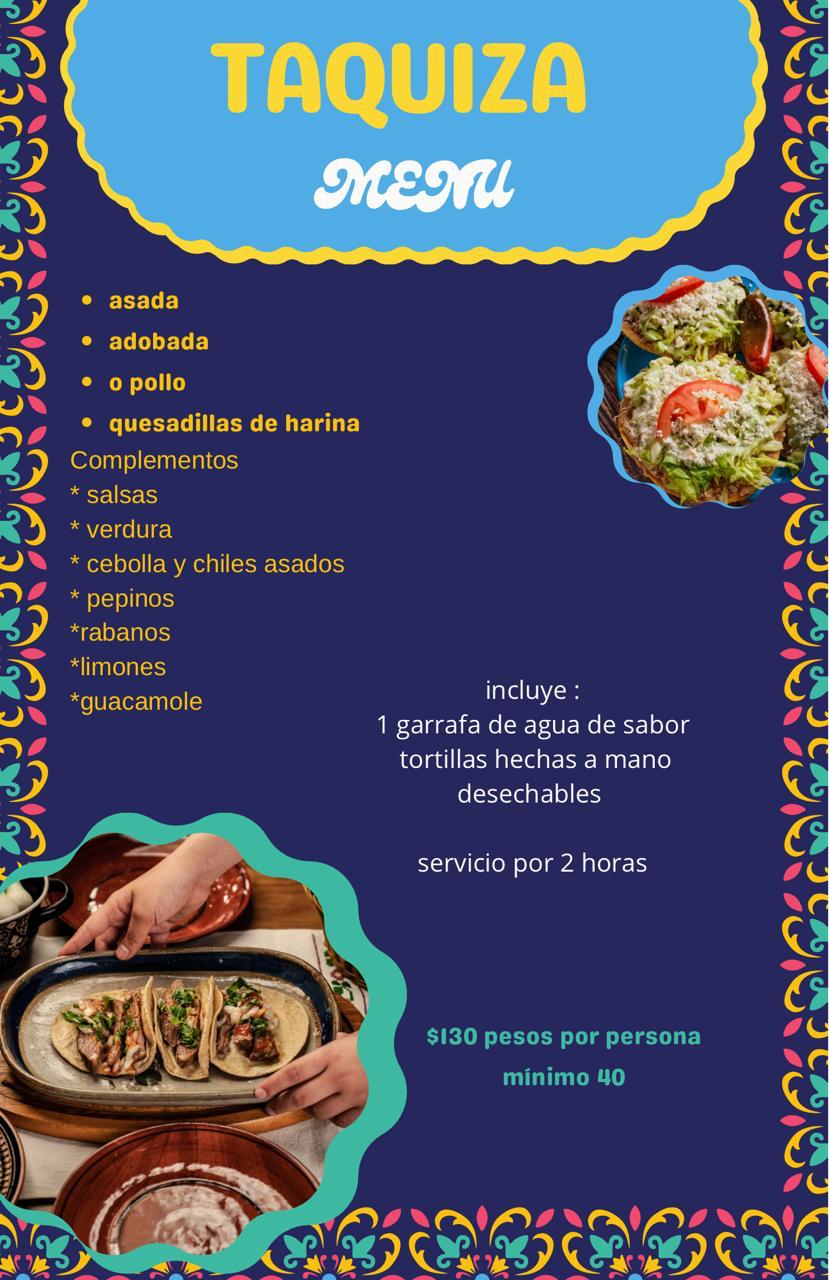 TAQUIZA
MENU
• asada
• adobada
• o pollo
• quesadillas de harina
Complementos
* salsas
* verdura
* cebolla y chiles asados
* pepinos
*rabanos
*limones
*guacamole
incluye :
1 garrafa de agua de sabor
tortillas hechas a mano
desechables
servicio por 2 horas
$130 pesos por persona
mínimo 40